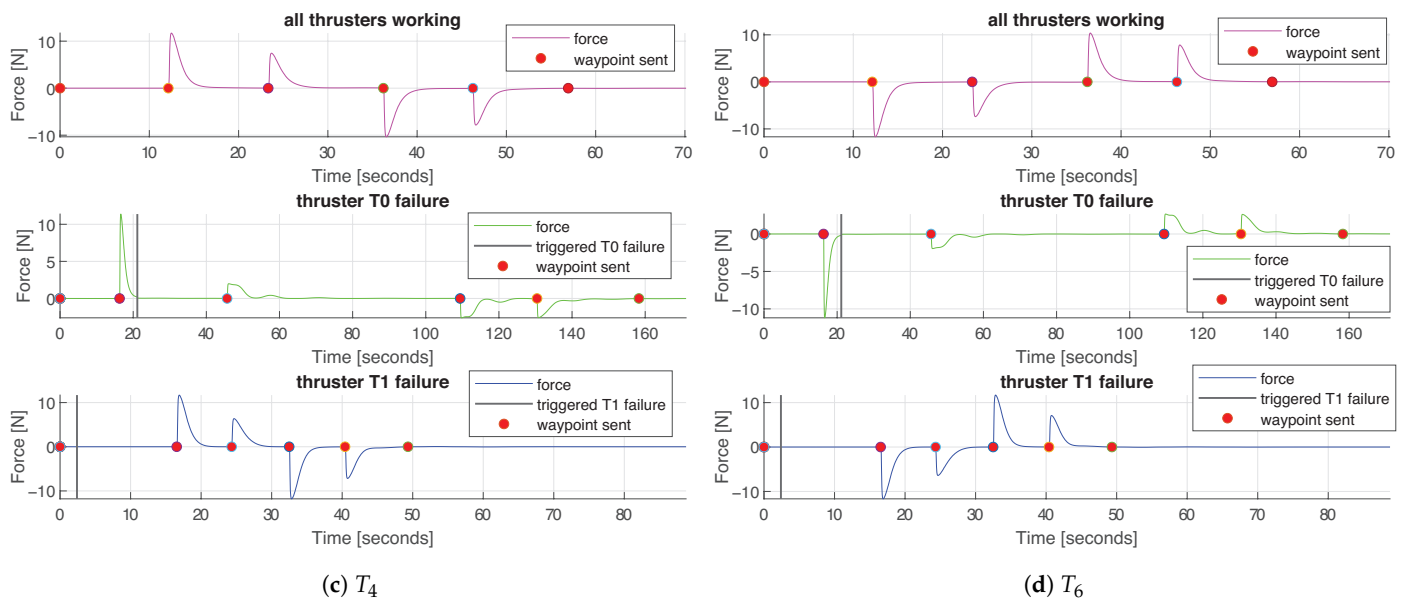 all thrusters working
Force [N]
10
0
−10
force
waypoint sent
0 10 20 30 40 50 60 70
Time [seconds]
thruster T0 failure
Force [N]
10
5
0
force
triggered T0 failure
waypoint sent
0 20 40 60 80 100 120 140 160
Time [seconds]
thruster T1 failure
Force [N]
10
0
−10
force
triggered T1 failure
waypoint sent
0 10 20 30 40 50 60 70 80
Time [seconds]
(c) T4
all thrusters working
Force [N]
10
0
−10
force
waypoint sent
0 10 20 30 40 50 60 70
Time [seconds]
thruster T0 failure
Force [N]
0
−5
−10
force
triggered T0 failure
waypoint sent
0 20 40 60 80 100 120 140 160
Time [seconds]
thruster T1 failure
Force [N]
10
0
−10
force
triggered T1 failure
waypoint sent
0 10 20 30 40 50 60 70 80
Time [seconds]
(d) T6